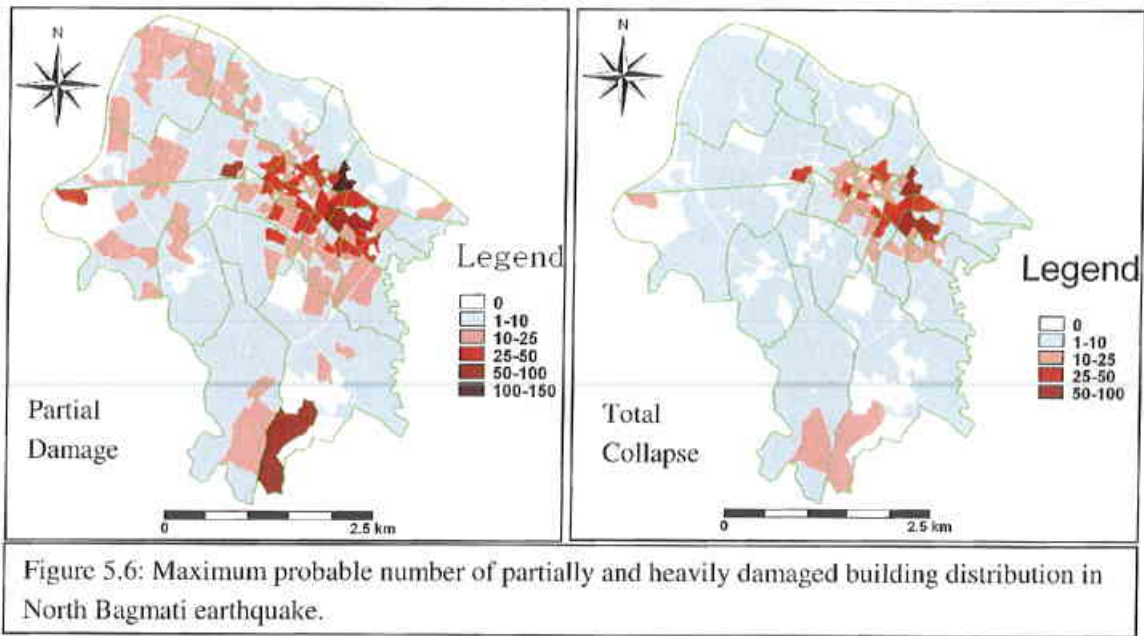 N
Legend
0
1-10
10-25
25-50
50-100
100-150
Partial
Damage
0 2.5 km
N
Legend
0
1-10
10-25
25-50
50-100
Total
Collapse
0 2.5 km
Figure 5.6: Maximum probable number of partially and heavily damaged building distribution in
North Bagmati earthquake.